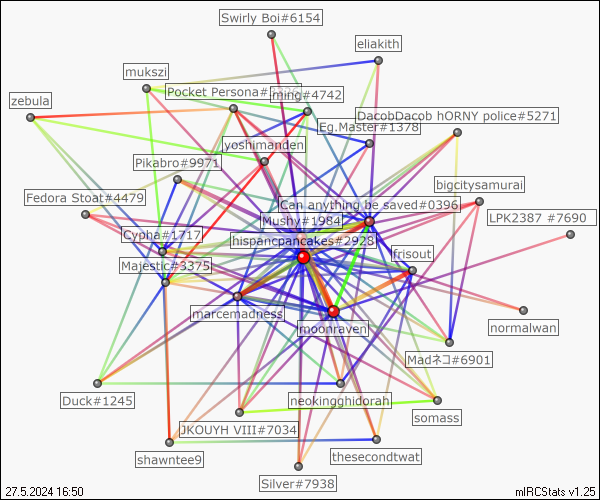 Swirly Boi#6154
eliakith
mukszi
Pocket Persona#
ming#4742
zebula
DacobDacob hORNY police#5271
Eg.Master#1378
yoshimanden
Pikabro#9971
bigcitysamurai
Fedora Stoat#4479
Can anything be saved#0396
LPK2387 #7690
Mushy#1984
Cypha#1717
hispancpancakes#2923
frisout
Majestic#3375
marcemadness
moonraven
normalwan
Madネコ#6901
Duck#1245
neokingghidorah
somass
JKOUYH VIII#7034
shawntee9
thesecondtwat
Silver#7938
27.5.2024 16:50
mIRCStats v1.25